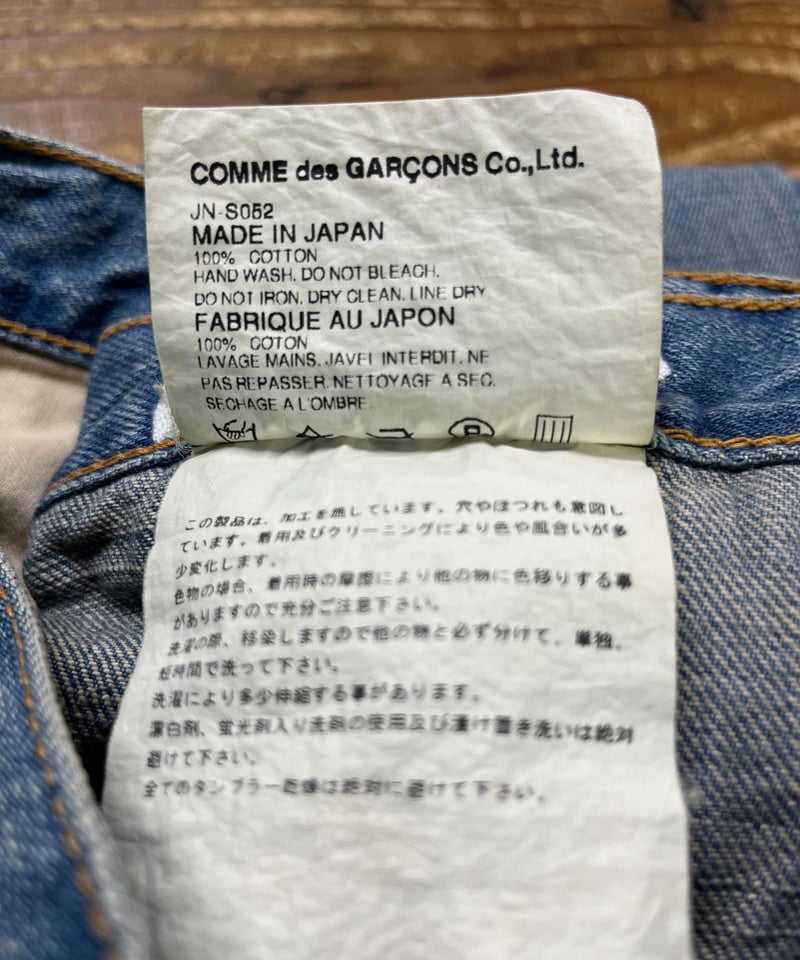 COMME des GARÇONS Co.,Ltd.
JN-S052
MADE IN JAPAN
100% COTTON
HAND WASH. DO NOT BLEACH.
DO NOT IRON. DRY CLEAN. LINE DRY
FABRIQUE AU JAPON
100% COTON
LAVAGE MAINS. JAVEL INTERDIT. NE
PAS REPASSER. NETTOYAGE A SEC.
SECHAGE A L'OMBRE.
P
この製品は、加工を施しています。穴やほつれも意図し
ています。着用及びクリーニングにより色や風合いが多
少変化します。
色物の場合、着用時の摩擦により他の物に色移りする事
がありますので充分ご注意下さい。
洗濯の際、移染しますので他の物と必ず分けて、単独、
短時間で洗って下さい。
洗濯により多少伸縮する事があります。
漂白剤、蛍光剤入り洗剤の使用及び漬け置き洗いは絶対
避けて下さい。
全てのタンブラー乾燥は絶対に避けて下さい。